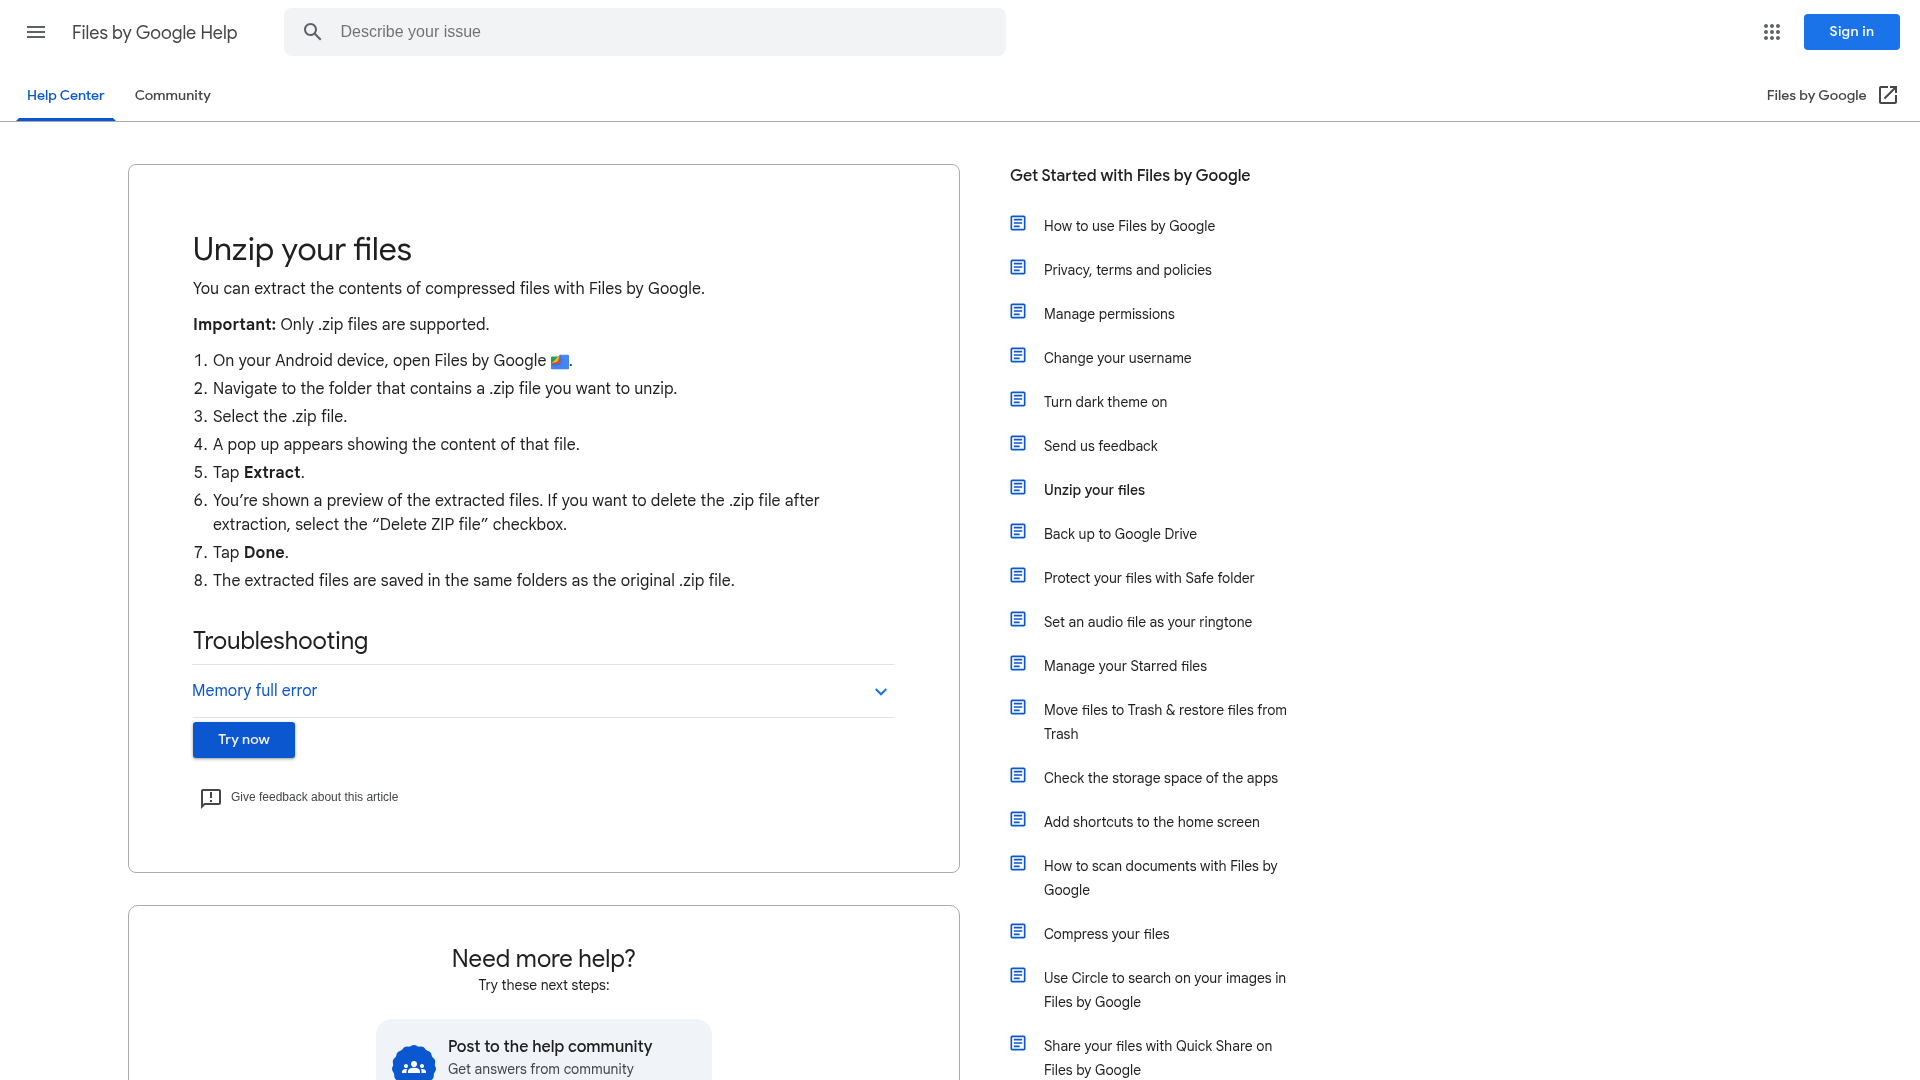 Files by Google Help
Describe your issue
Sign in
Help Center
Community
Files by Google
Unzip your files
You can extract the contents of compressed files with Files by Google.
Important: Only .zip files are supported.
1. On your Android device, open Files by Google .
2. Navigate to the folder that contains a .zip file you want to unzip.
3. Select the .zip file.
4. A pop up appears showing the content of that file.
5. Tap Extract.
6. You’re shown a preview of the extracted files. If you want to delete the .zip file after
extraction, select the “Delete ZIP file” checkbox.
7. Tap Done.
8. The extracted files are saved in the same folders as the original .zip file.
Troubleshooting
Memory full error
Try now
Give feedback about this article
Need more help?
Try these next steps:
Post to the help community
Get answers from community
Get Started with Files by Google
How to use Files by Google
Privacy, terms and policies
Manage permissions
Change your username
Turn dark theme on
Send us feedback
Unzip your files
Back up to Google Drive
Protect your files with Safe folder
Set an audio file as your ringtone
Manage your Starred files
Move files to Trash & restore files from
Trash
Check the storage space of the apps
Add shortcuts to the home screen
How to scan documents with Files by
Google
Compress your files
Use Circle to search on your images in
Files by Google
Share your files with Quick Share on
Files by Google